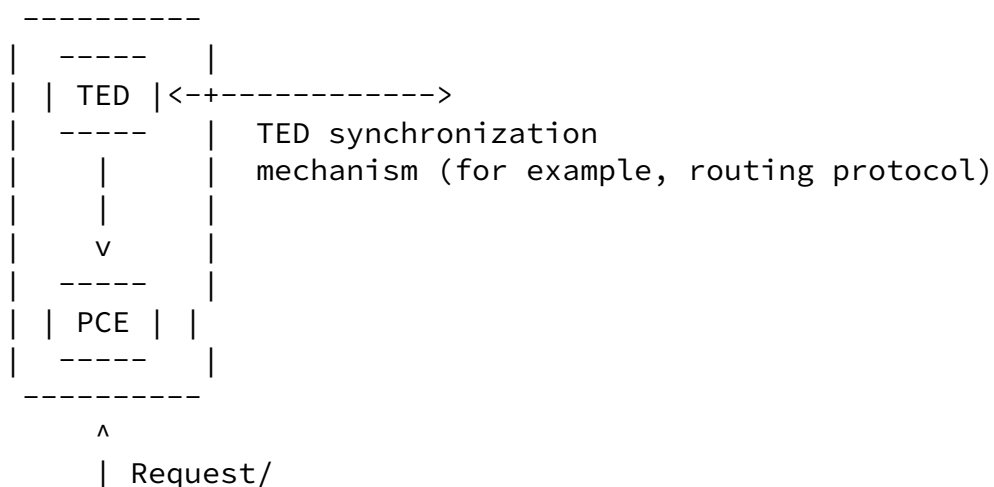 ----------
|   -----   |
|  | TED |<-+------------>
|   -----   |  TED synchronization
|     |     |  mechanism (for example, routing protocol)
|     |     |
|     v     |
|   -----   |
|  | PCE | |
|   -----   |
 ----------
      ^
      | Request/